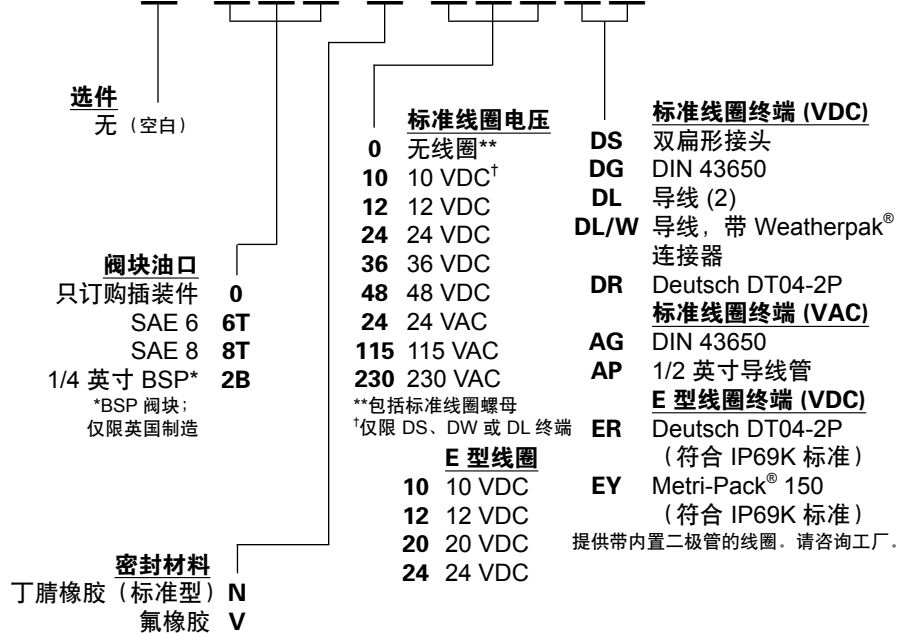 选件
无（空白）
阀块油口
只订购插装件 0
SAE 6 6T
SAE 8 8T
1/4 英寸 BSP* 2B
*BSP 阀块；
仅限英国制造
密封材料
丁腈橡胶（标准型） N
氟橡胶 V
标准线圈电压
0 无线圈**
10 10 VDC†
12 12 VDC
24 24 VDC
36 36 VDC
48 48 VDC
24 24 VAC
115 115 VAC
230 230 VAC
**包括标准线圈螺母
†仅限 DS、DW 或 DL 终端
E 型线圈
10 10 VDC
12 12 VDC
20 20 VDC
24 24 VDC
标准线圈终端 (VDC)
DS 双扁形接头
DG DIN 43650
DL 导线 (2)
DL/W 导线，带 Weatherpak®
连接器
DR Deutsch DT04-2P
标准线圈终端 (VAC)
AG DIN 43650
AP 1/2 英寸导线管
E 型线圈终端 (VDC)
ER Deutsch DT04-2P
（符合 IP69K 标准）
EY Metri-Pack® 150
（符合 IP69K 标准）
提供带内置二极管的线圈。请咨询工厂。